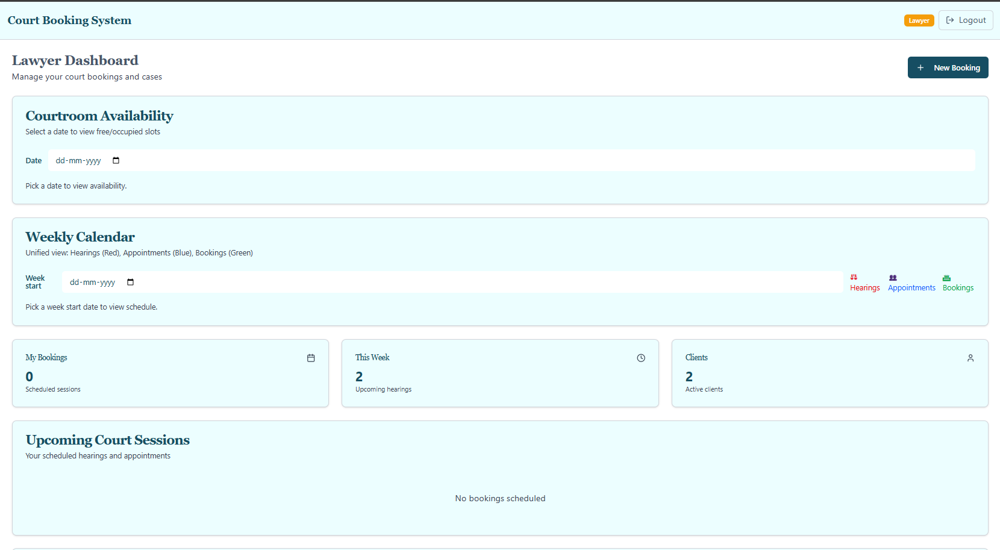 Court Booking System
Lawyer
Logout
Lawyer Dashboard
Manage your court bookings and cases
+ New Booking
Courtroom Availability
Select a date to view free/occupied slots
Date dd-mm-yyyy
Pick a date to view availability.
Weekly Calendar
Unified view: Hearings (Red), Appointments (Blue), Bookings (Green)
Week
start
dd-mm-yyyy
Hearings
Appointments
Bookings
Pick a week start date to view schedule.
My Bookings
0
Scheduled sessions
This Week
2
Upcoming hearings
Clients
2
Active clients
Upcoming Court Sessions
Your scheduled hearings and appointments
No bookings scheduled